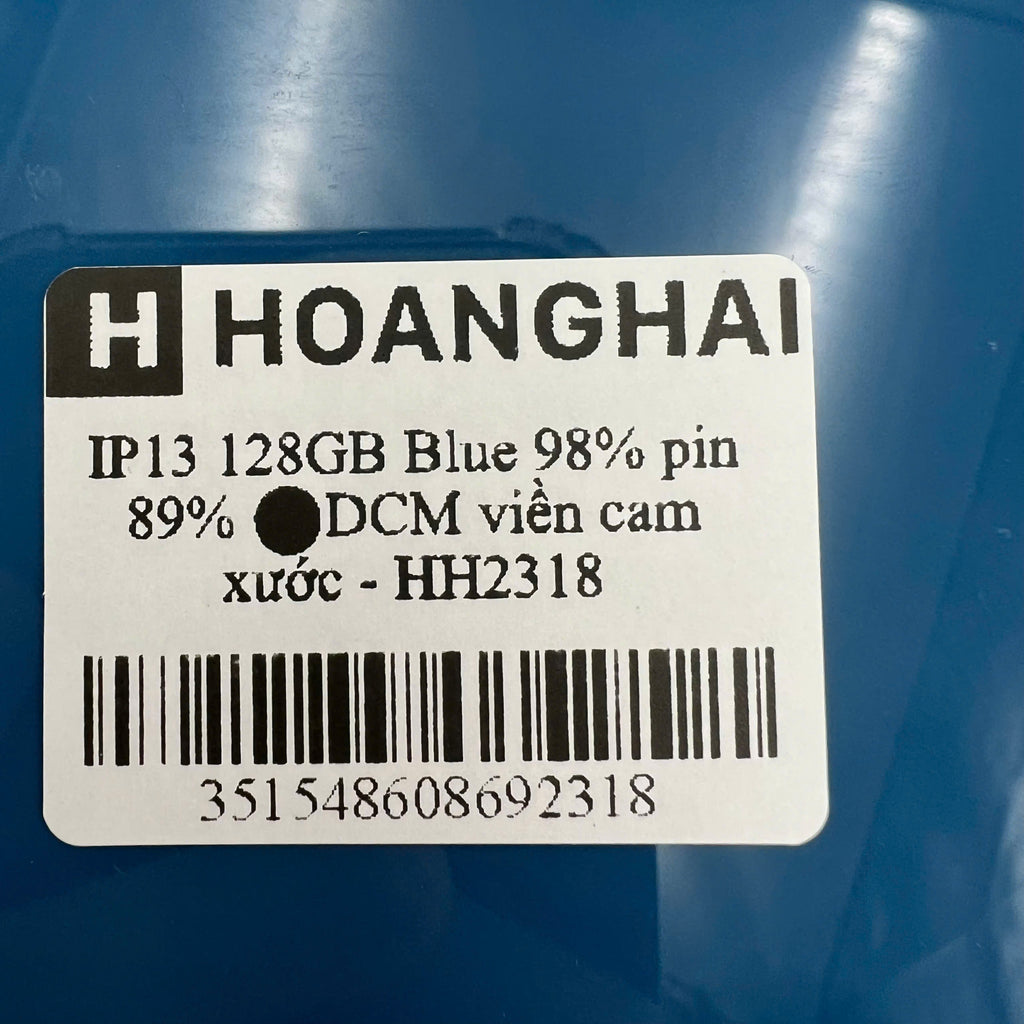 H HOANGHAI
IP13 128GB Blue 98% pin
89% ⚫DCM viền cam
xước - HH2318
351548608692318